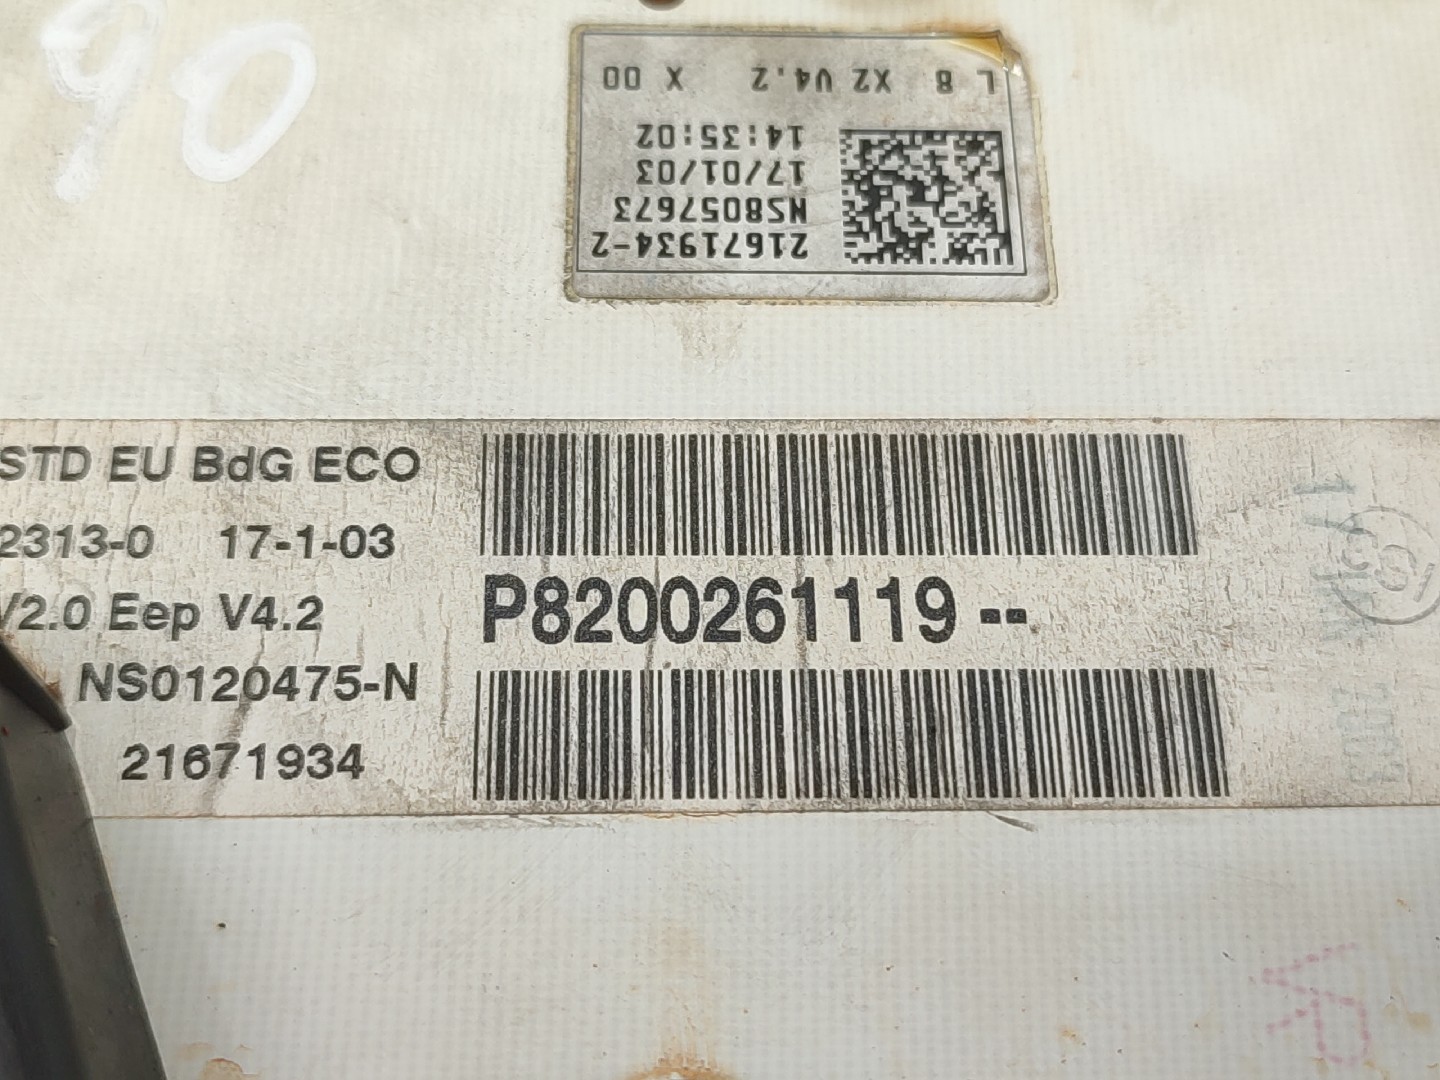 90
21671934-2
NS8057673
17/01/03
14:35:02
L 8 X2 V4.2 X 00
STD EU BdG ECO
2313-0 17-1-03
V2.0 Eep V4.2
NS0120475-N
21671934
P8200261119 --